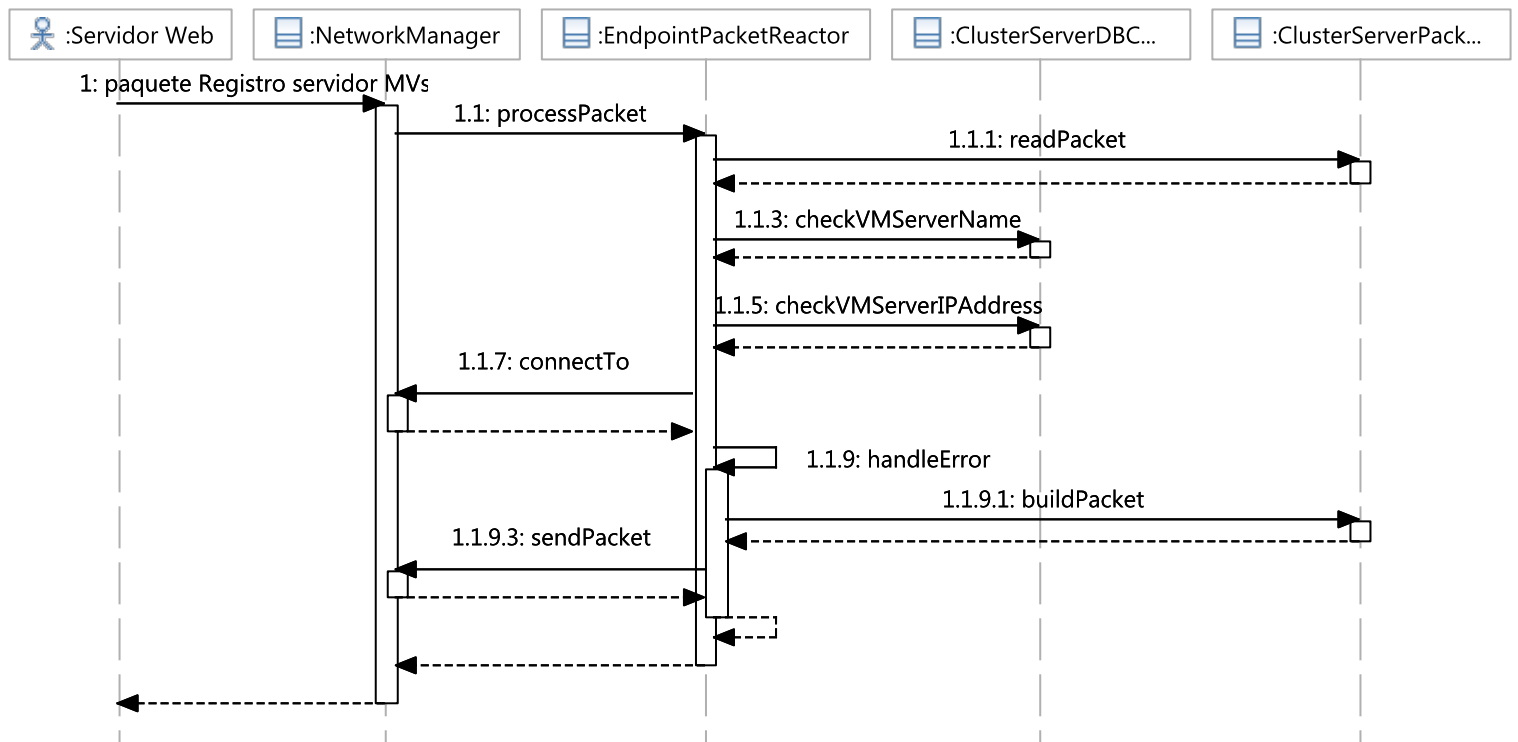 :Servidor Web
:NetworkManager
:EndpointPacketReactor
:ClusterServerDBC...
:ClusterServerPack...
1: paquete Registro servidor MVs
1.1: processPacket
1.1.1: readPacket
1.1.3: checkVMServerName
1.1.5: checkVMServerIPAddress
1.1.7: connectTo
1.1.9: handleError
1.1.9.1: buildPacket
1.1.9.3: sendPacket